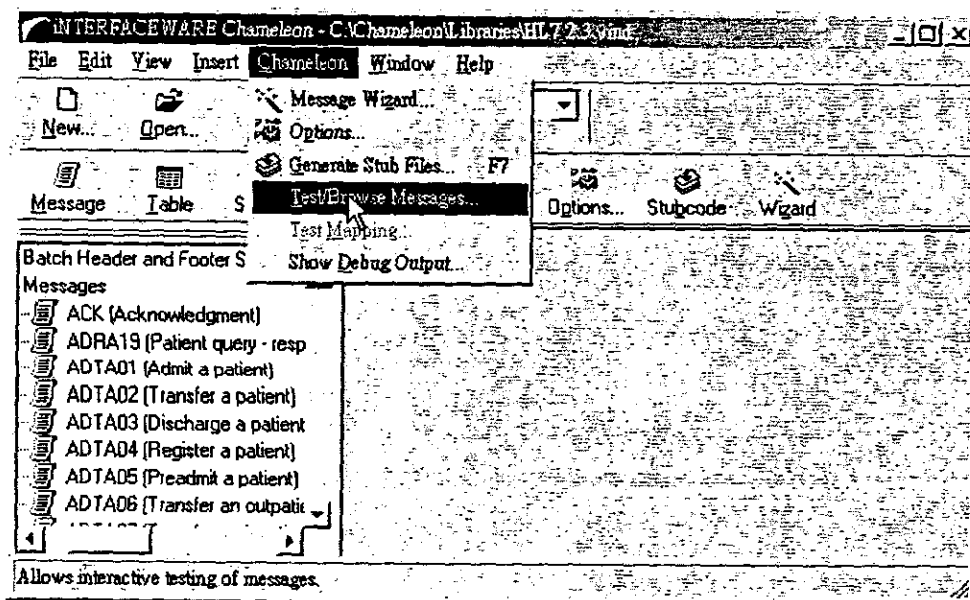 iNTERFACEWARE Chameleon - C:\Chameleon\Libraries\HL7 2.3.vmd
File Edit View Insert Chameleon Window Help
New... Open...
Message Wizard...
Options...
Generate Stub Files... F7
Test/Browse Messages...
Test Mapping...
Show Debug Output...
Message Table S
Options... Stubcode Wizard
Batch Header and Footer S
Messages
ACK (Acknowledgment)
ADRA19 (Patient query - resp
ADTA01 (Admit a patient)
ADTA02 (Transfer a patient)
ADTA03 (Discharge a patient
ADTA04 (Register a patient)
ADTA05 (Preadmit a patient)
ADTA06 (Transfer an outpatie
Allows interactive testing of messages.